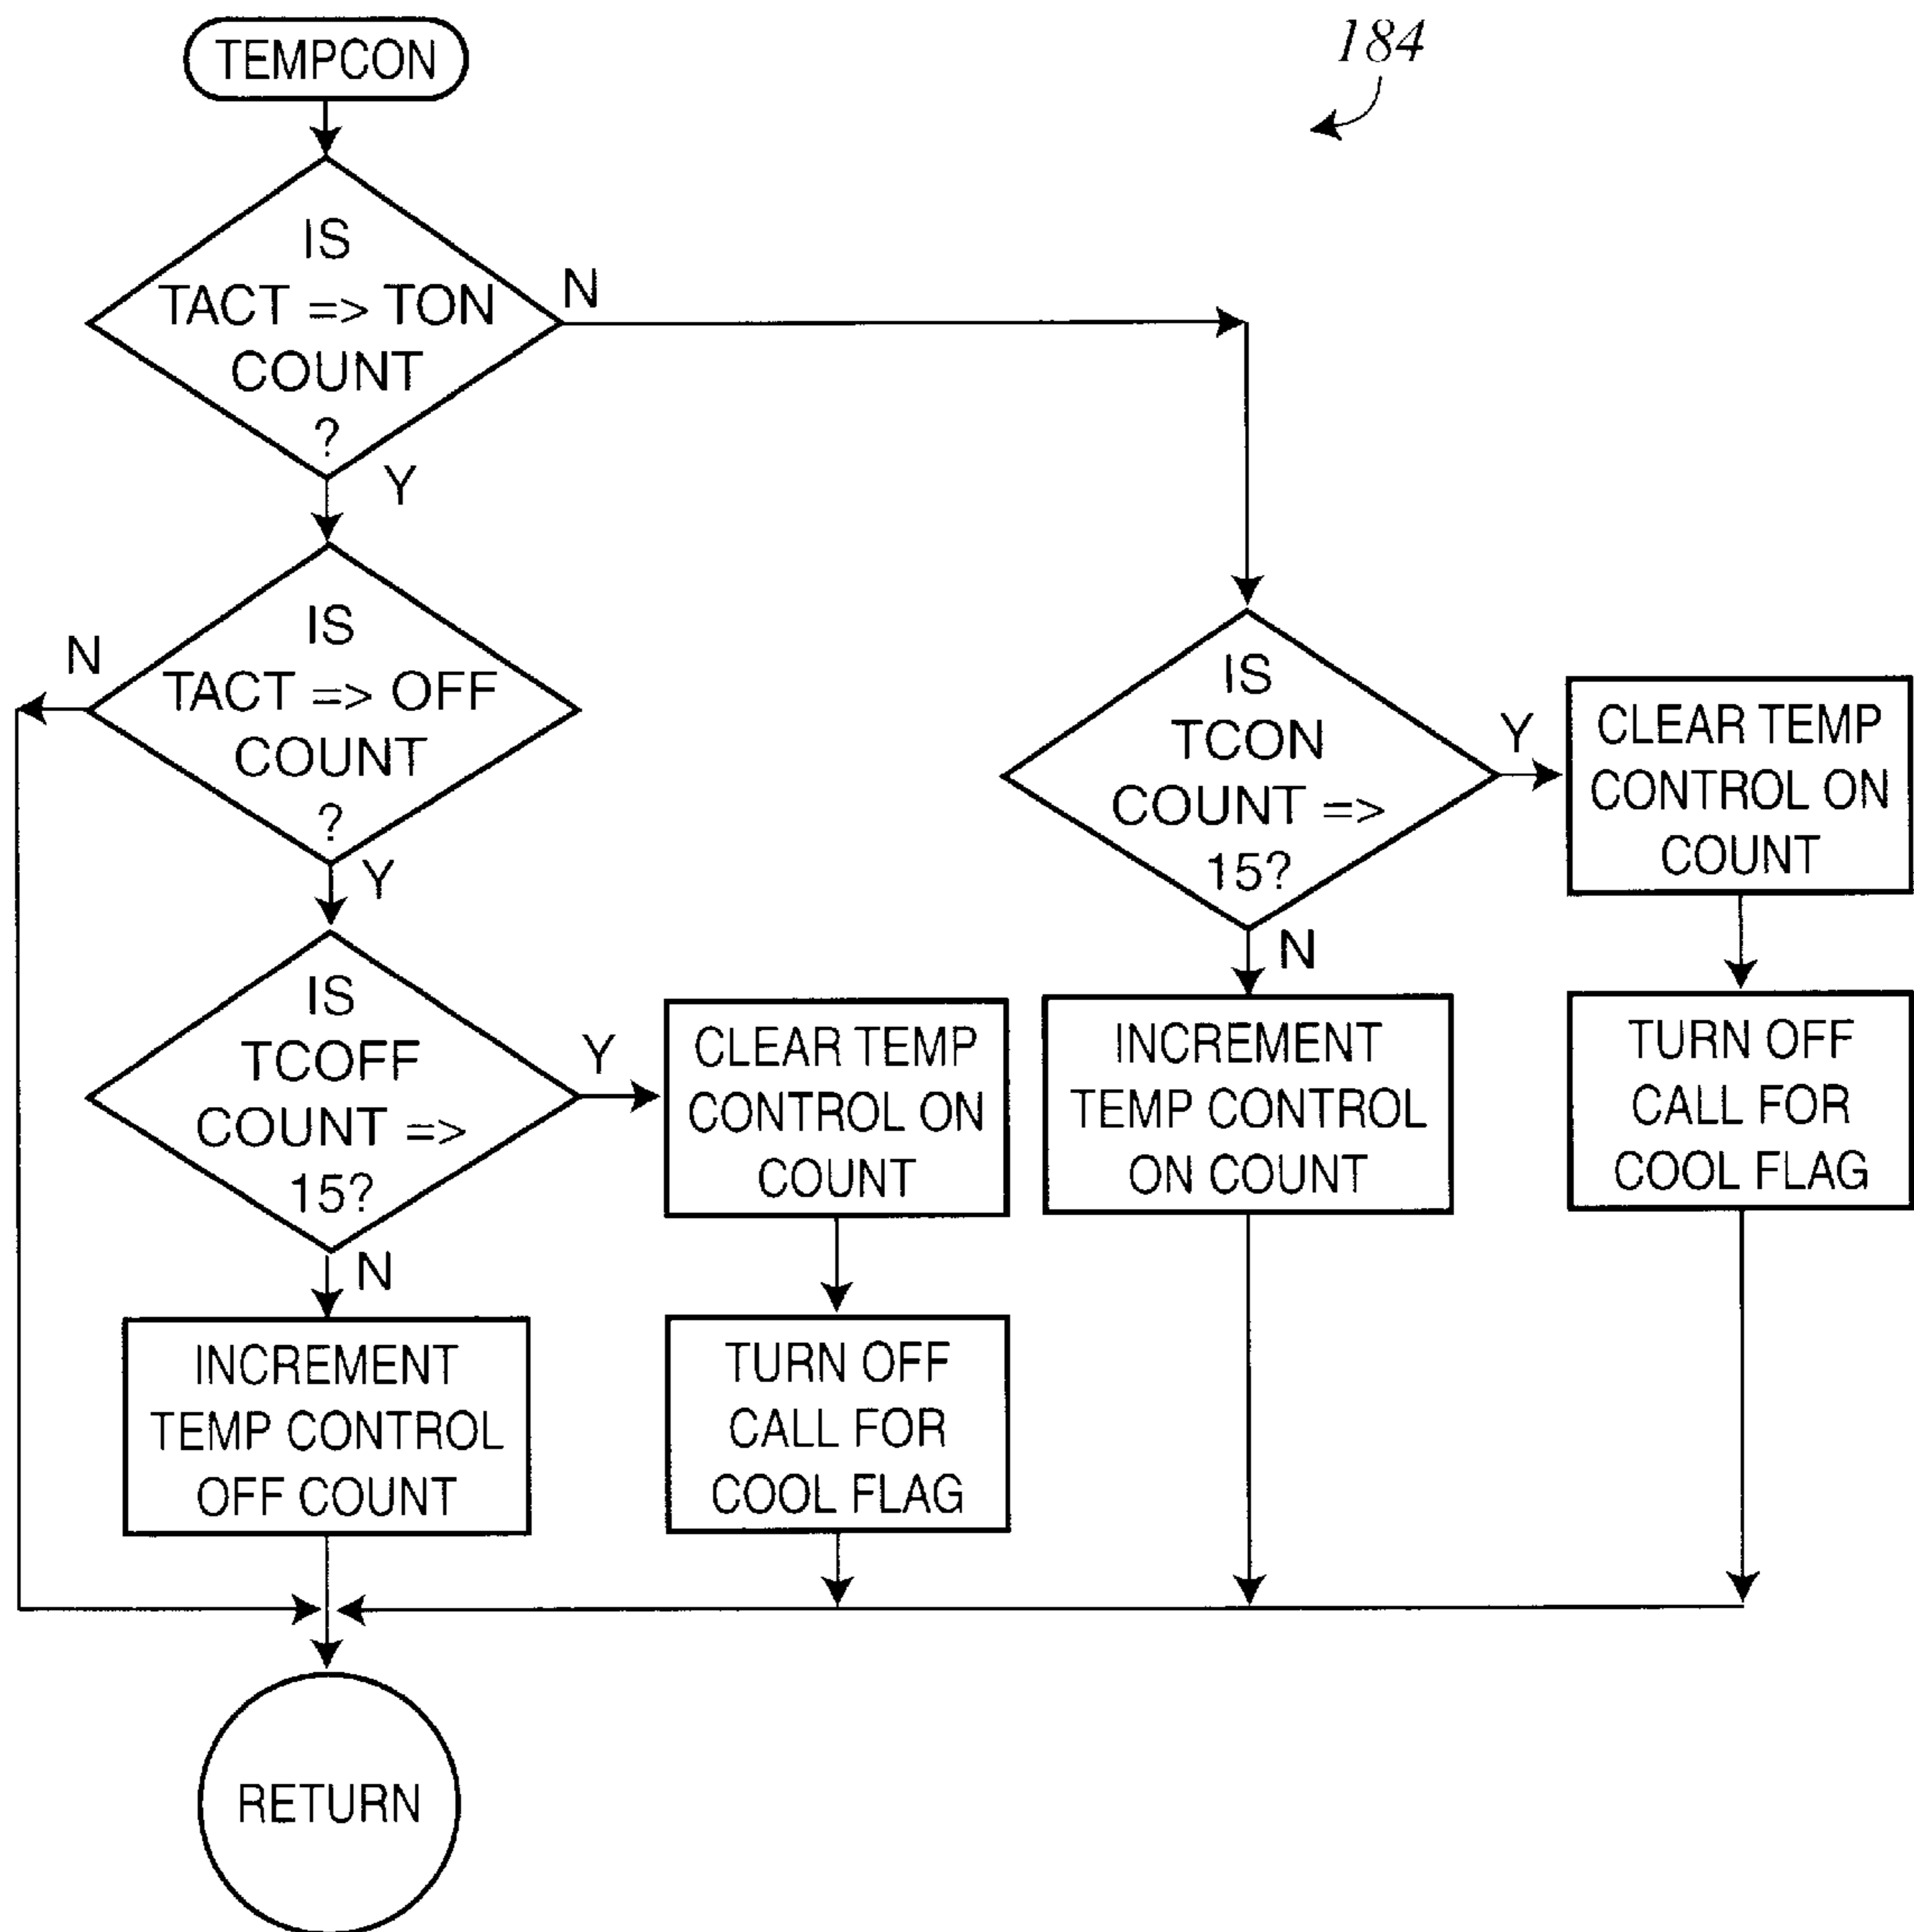 TEMPCON
184
IS
TACT => TON
COUNT
?
N
Y
IS
TACT => OFF
COUNT
?
N
Y
IS
TCOFF
COUNT =>
15?
Y
N
CLEAR TEMP
CONTROL ON
COUNT
TURN OFF
CALL FOR
COOL FLAG
INCREMENT
TEMP CONTROL
OFF COUNT
IS
TCON
COUNT =>
15?
Y
N
CLEAR TEMP
CONTROL ON
COUNT
TURN OFF
CALL FOR
COOL FLAG
INCREMENT
TEMP CONTROL
ON COUNT
RETURN